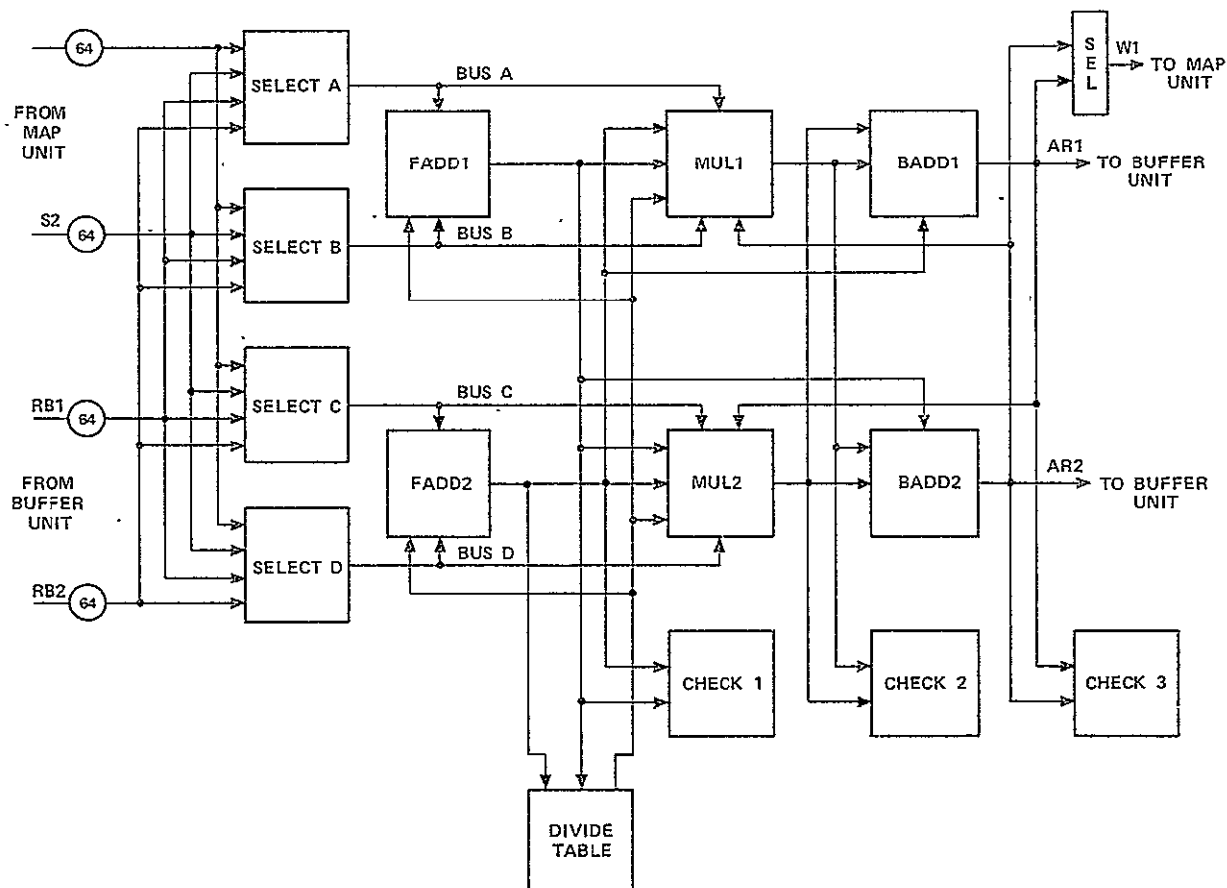 64
FROM
MAP
UNIT
S2
64
RB1
64
FROM
BUFFER
UNIT
RB2
64
SELECT A
SELECT B
SELECT C
SELECT D
BUS A
BUS B
BUS C
BUS D
FADD1
FADD2
MUL1
MUL2
BADD1
BADD2
SEL
W1
TO MAP
UNIT
AR1
TO BUFFER
UNIT
AR2
TO BUFFER
UNIT
CHECK 1
CHECK 2
CHECK 3
DIVIDE
TABLE